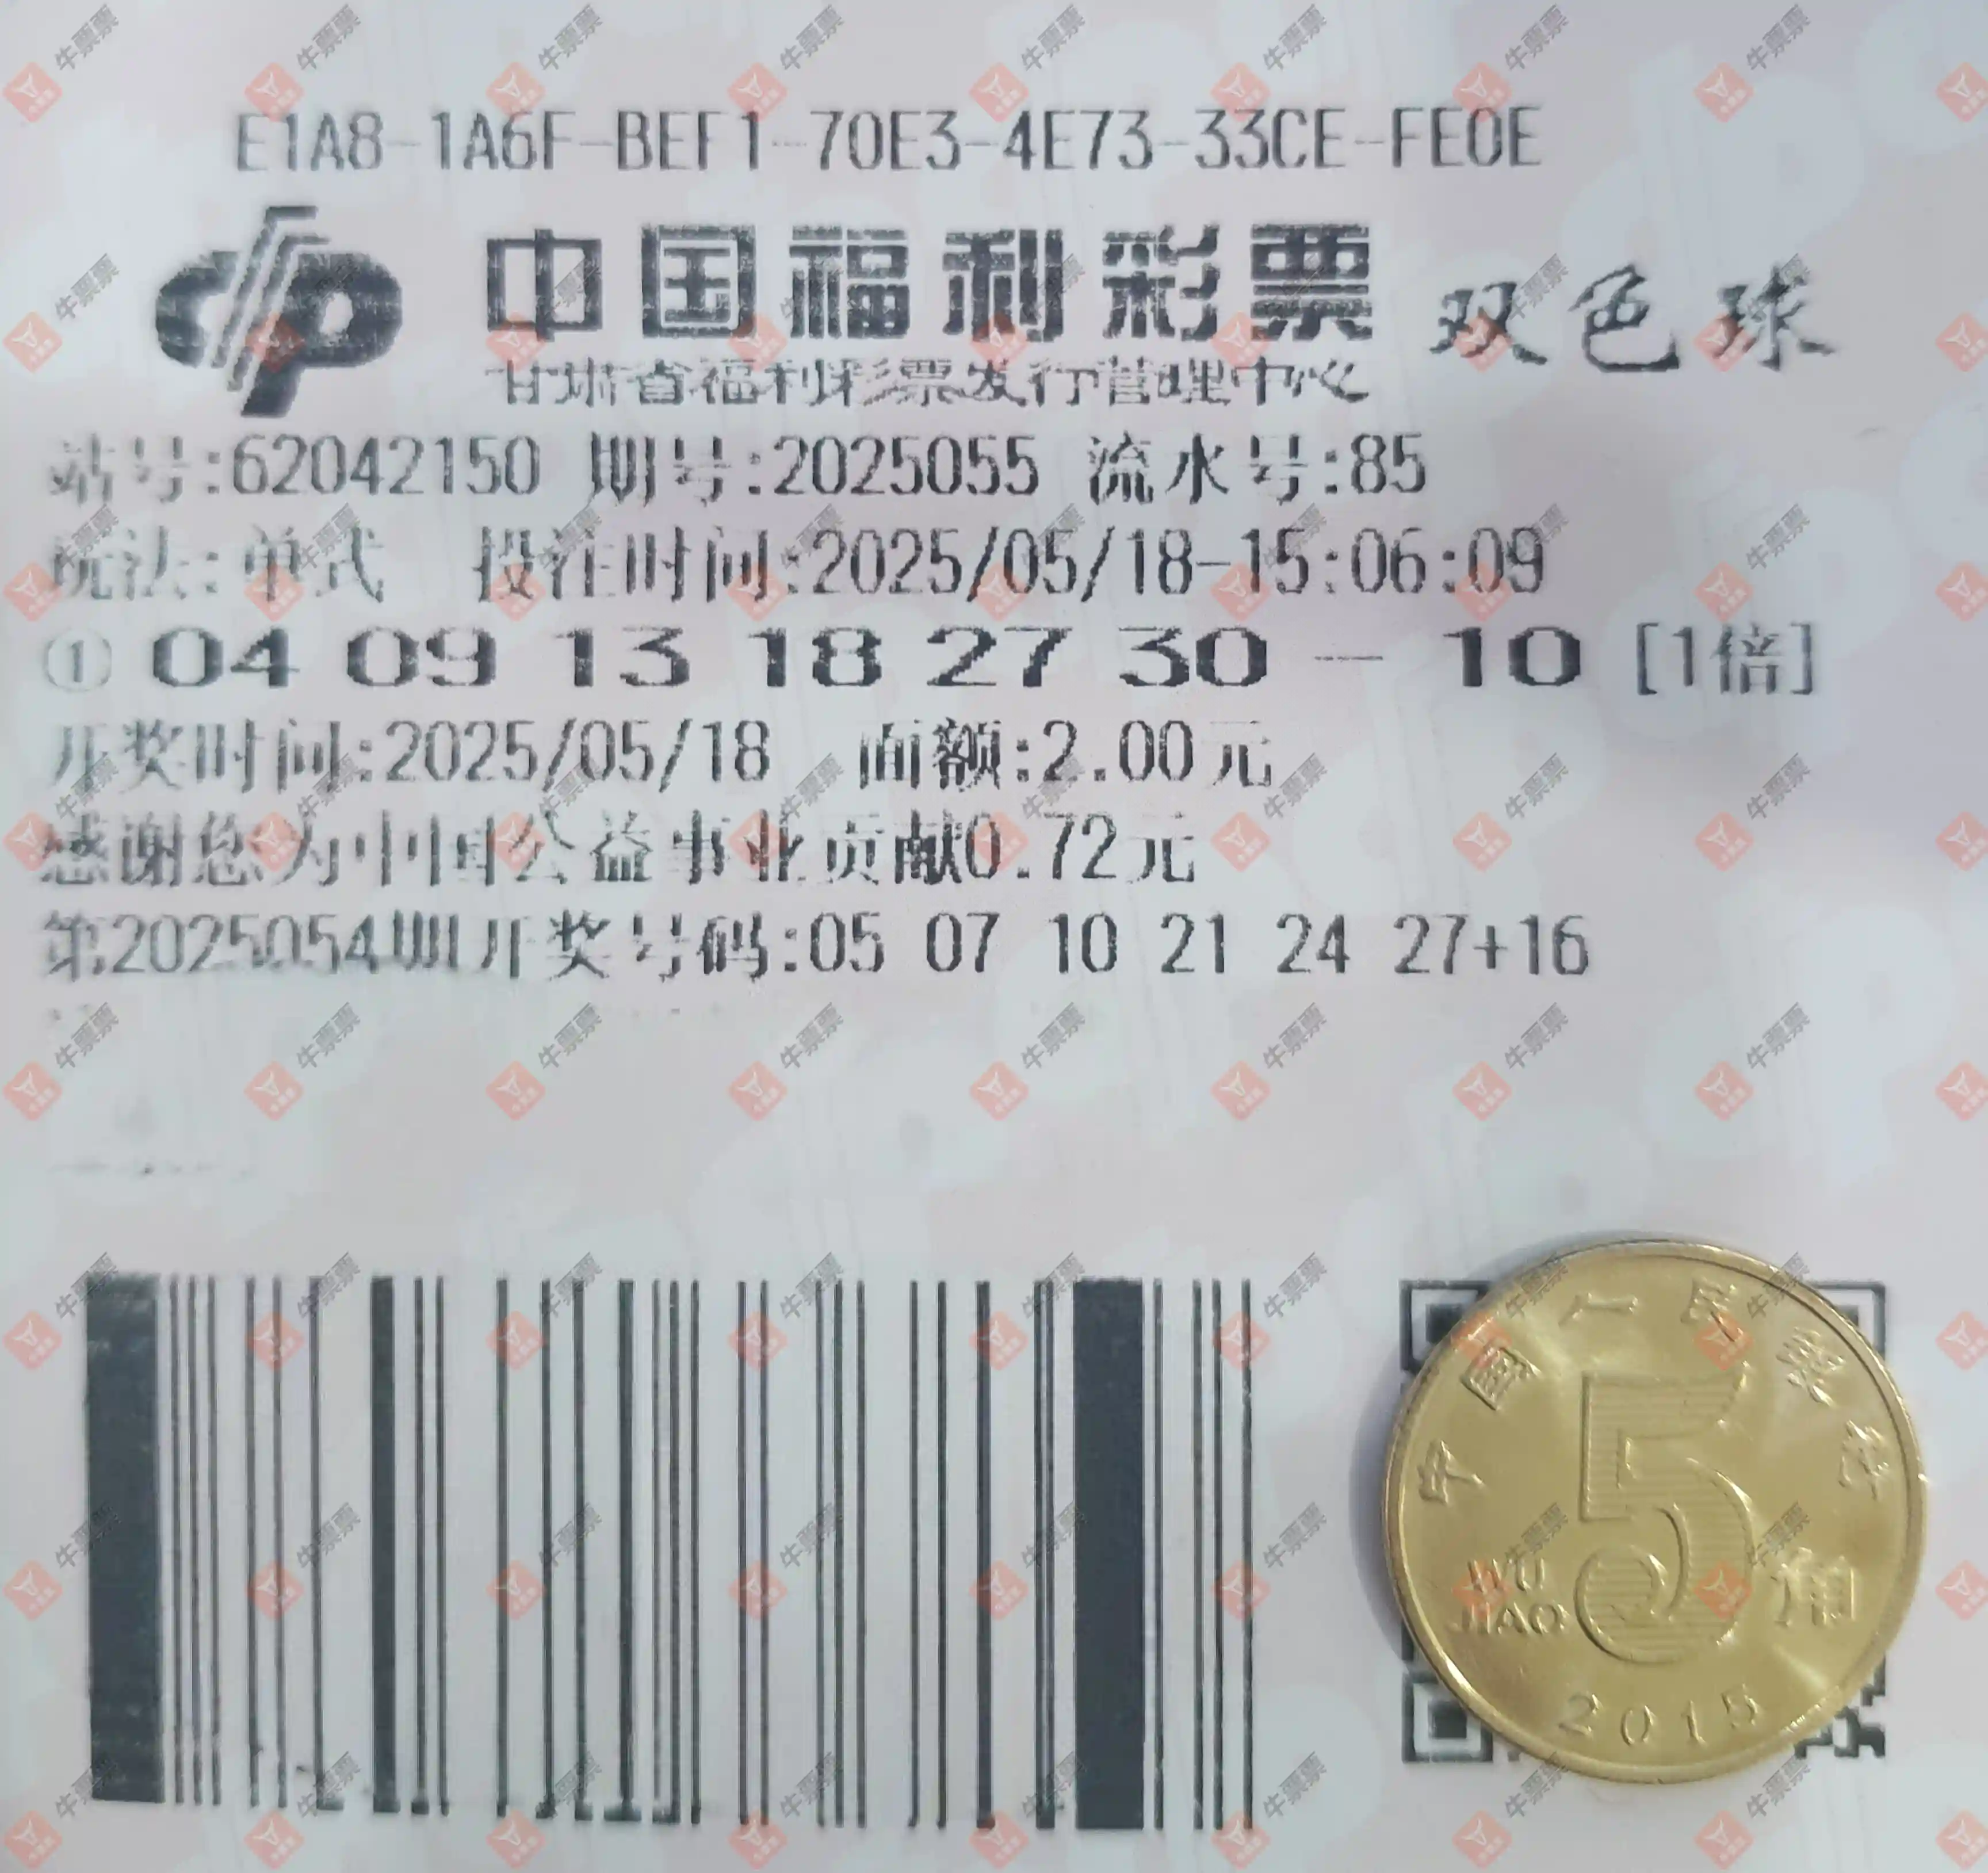 E1A8-1A6F-BEF1-70E3-4E73-33CE-FE0E
中国福利彩票 双色球
甘肃省福利彩票发行管理中心
站号:62042150 期号:2025055 流水号:85
玩法:单式 投注时间:2025/05/18-15:06:09
① 04 09 13 18 27 30 — 10 [1倍]
开奖时间:2025/05/18 面额:2.00元
感谢您为中国公益事业贡献0.72元
第2025054期开奖号码:05 07 10 21 24 27+16
中国人民银行
5
WU JIAO
角
2015
牛票票